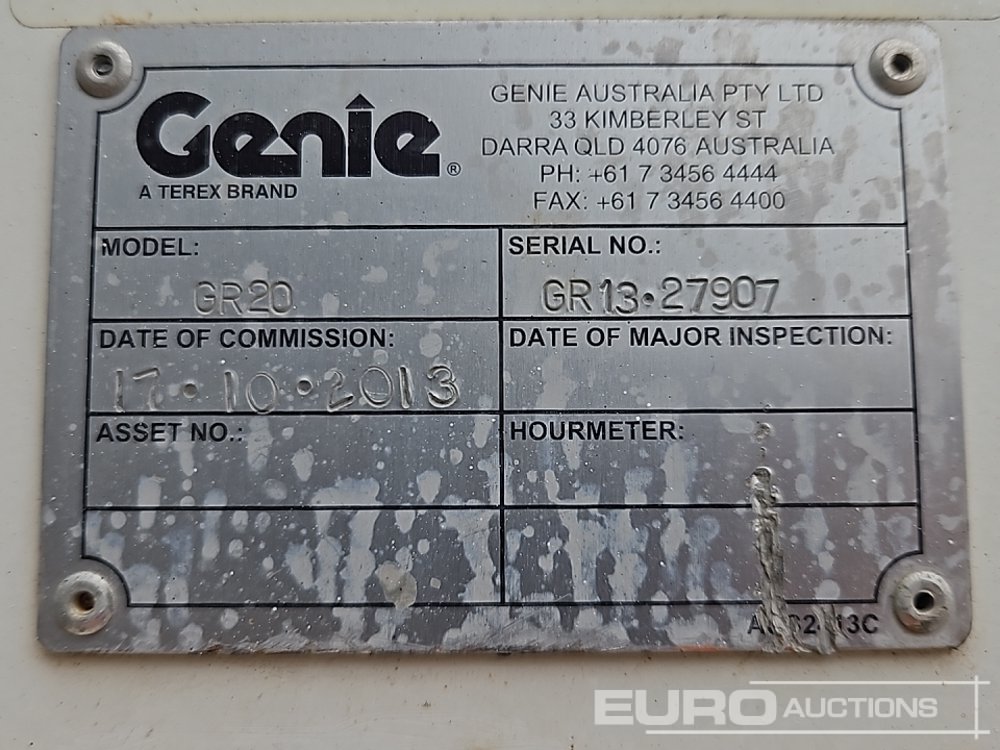 Genie®
A TEREX BRAND
GENIE AUSTRALIA PTY LTD
33 KIMBERLEY ST
DARRA QLD 4076 AUSTRALIA
PH: +61 7 3456 4444
FAX: +61 7 3456 4400
MODEL:
GR20
SERIAL NO.:
GR13·27907
DATE OF COMMISSION:
17·10·2013
DATE OF MAJOR INSPECTION:
ASSET NO.:
HOURMETER:
EURO AUCTIONS